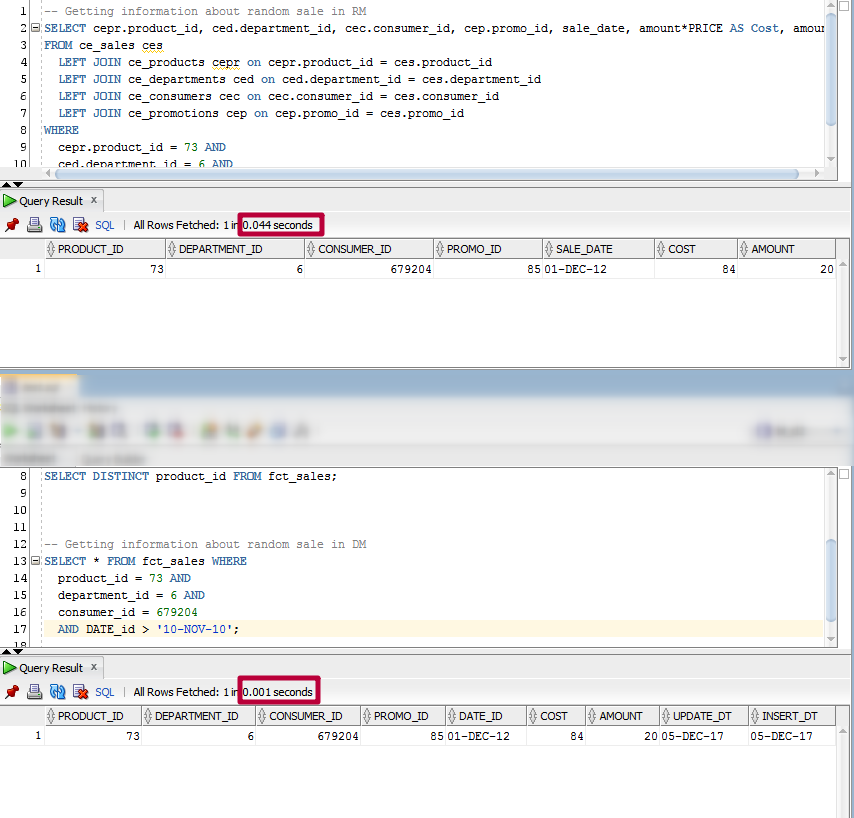 1 -- Getting information about random sale in RM
2 SELECT cepr.product_id, ced.department_id, cec.consumer_id, cep.promo_id, sale_date, amount*PRICE AS Cost, amoun
3 FROM ce_sales ces
4 LEFT JOIN ce_products cepr on cepr.product_id = ces.product_id
5 LEFT JOIN ce_departments ced on ced.department_id = ces.department_id
6 LEFT JOIN ce_consumers cec on cec.consumer_id = ces.consumer_id
7 LEFT JOIN ce_promotions cep on cep.promo_id = ces.promo_id
8 WHERE
9 cepr.product_id = 73 AND
10 ced.department_id = 6 AND
Query Result x
SQL | All Rows Fetched: 1 in 0.044 seconds
PRODUCT_ID DEPARTMENT_ID CONSUMER_ID PROMO_ID SALE_DATE COST AMOUNT
1 73 6 679204 85 01-DEC-12 84 20
8 SELECT DISTINCT product_id FROM fct_sales;
9
10
11
12 -- Getting information about random sale in DM
13 SELECT * FROM fct_sales WHERE
14 product_id = 73 AND
15 department_id = 6 AND
16 consumer_id = 679204
17 AND DATE_id > '10-NOV-10';
18
Query Result x
SQL | All Rows Fetched: 1 in 0.001 seconds
PRODUCT_ID DEPARTMENT_ID CONSUMER_ID PROMO_ID DATE_ID COST AMOUNT UPDATE_DT INSERT_DT
1 73 6 679204 85 01-DEC-12 84 20 05-DEC-17 05-DEC-17